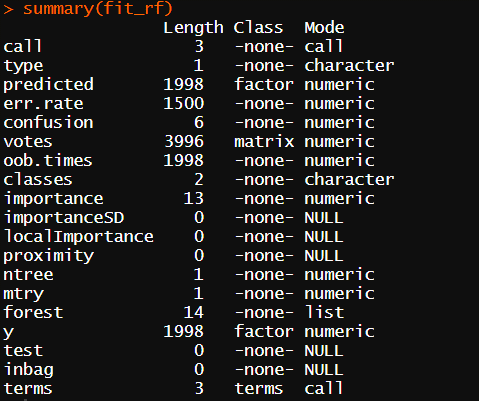 > summary(fit_rf)
                Length Class  Mode
call               3   -none- call
type               1   -none- character
predicted       1998   factor numeric
err.rate        1500   -none- numeric
confusion          6   -none- numeric
votes           3996   matrix numeric
oob.times       1998   -none- numeric
classes            2   -none- character
importance        13   -none- numeric
importanceSD       0   -none- NULL
localImportance    0   -none- NULL
proximity          0   -none- NULL
ntree              1   -none- numeric
mtry               1   -none- numeric
forest            14   -none- list
y               1998   factor numeric
test               0   -none- NULL
inbag              0   -none- NULL
terms              3   terms  call